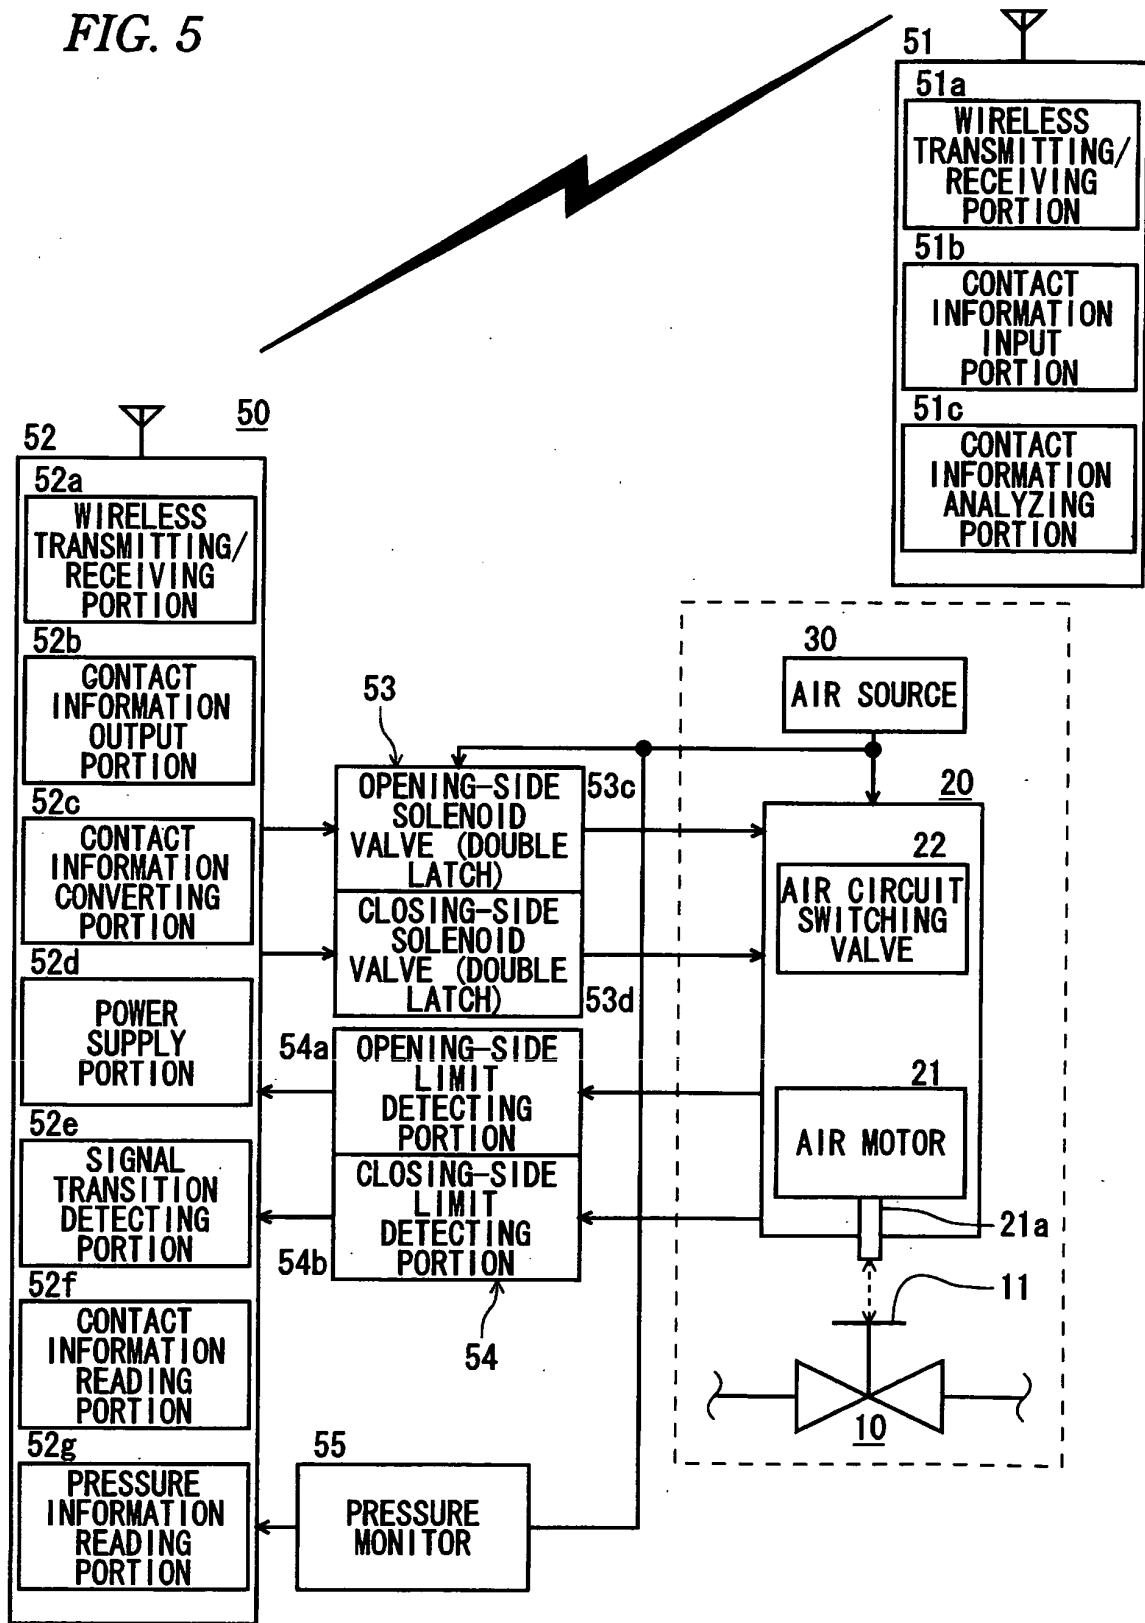 FIG. 5
51
51a
WIRELESS
TRANSMITTING/
RECEIVING
PORTION
51b
CONTACT
INFORMATION
INPUT
PORTION
51c
CONTACT
INFORMATION
ANALYZING
PORTION
50
52
52a
WIRELESS
TRANSMITTING/
RECEIVING
PORTION
52b
CONTACT
INFORMATION
OUTPUT
PORTION
52c
CONTACT
INFORMATION
CONVERTING
PORTION
52d
POWER
SUPPLY
PORTION
52e
SIGNAL
TRANSITION
DETECTING
PORTION
52f
CONTACT
INFORMATION
READING
PORTION
52g
PRESSURE
INFORMATION
READING
PORTION
53
OPENING-SIDE
SOLENOID
VALVE (DOUBLE
LATCH)
53c
CLOSING-SIDE
SOLENOID
VALVE (DOUBLE
LATCH)
53d
54a
OPENING-SIDE
LIMIT
DETECTING
PORTION
CLOSING-SIDE
LIMIT
DETECTING
PORTION
54b
54
55
PRESSURE
MONITOR
30
AIR SOURCE
20
22
AIR CIRCUIT
SWITCHING
VALVE
21
AIR MOTOR
21a
11
10